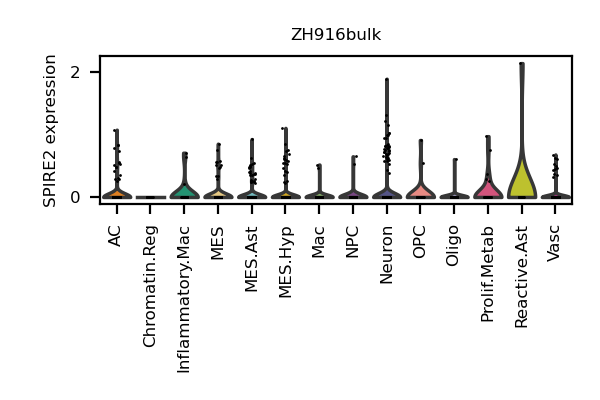 ZH916bulk
SPIRE2 expression
2
0
AC
Chromatin.Reg
Inflammatory.Mac
MES
MES.Ast
MES.Hyp
Mac
NPC
Neuron
OPC
Oligo
Prolif.Metab
Reactive.Ast
Vasc